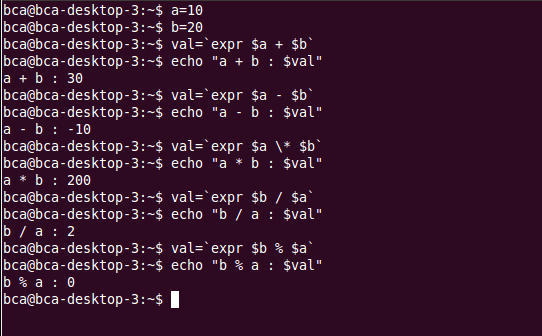 bca@bca-desktop-3:~$ a=10
bca@bca-desktop-3:~$ b=20
bca@bca-desktop-3:~$ val=`expr $a + $b`
bca@bca-desktop-3:~$ echo "a + b : $val"
a + b : 30
bca@bca-desktop-3:~$ val=`expr $a - $b`
bca@bca-desktop-3:~$ echo "a - b : $val"
a - b : -10
bca@bca-desktop-3:~$ val=`expr $a \* $b`
bca@bca-desktop-3:~$ echo "a * b : $val"
a * b : 200
bca@bca-desktop-3:~$ val=`expr $b / $a`
bca@bca-desktop-3:~$ echo "b / a : $val"
b / a : 2
bca@bca-desktop-3:~$ val=`expr $b % $a`
bca@bca-desktop-3:~$ echo "b % a : $val"
b % a : 0
bca@bca-desktop-3:~$